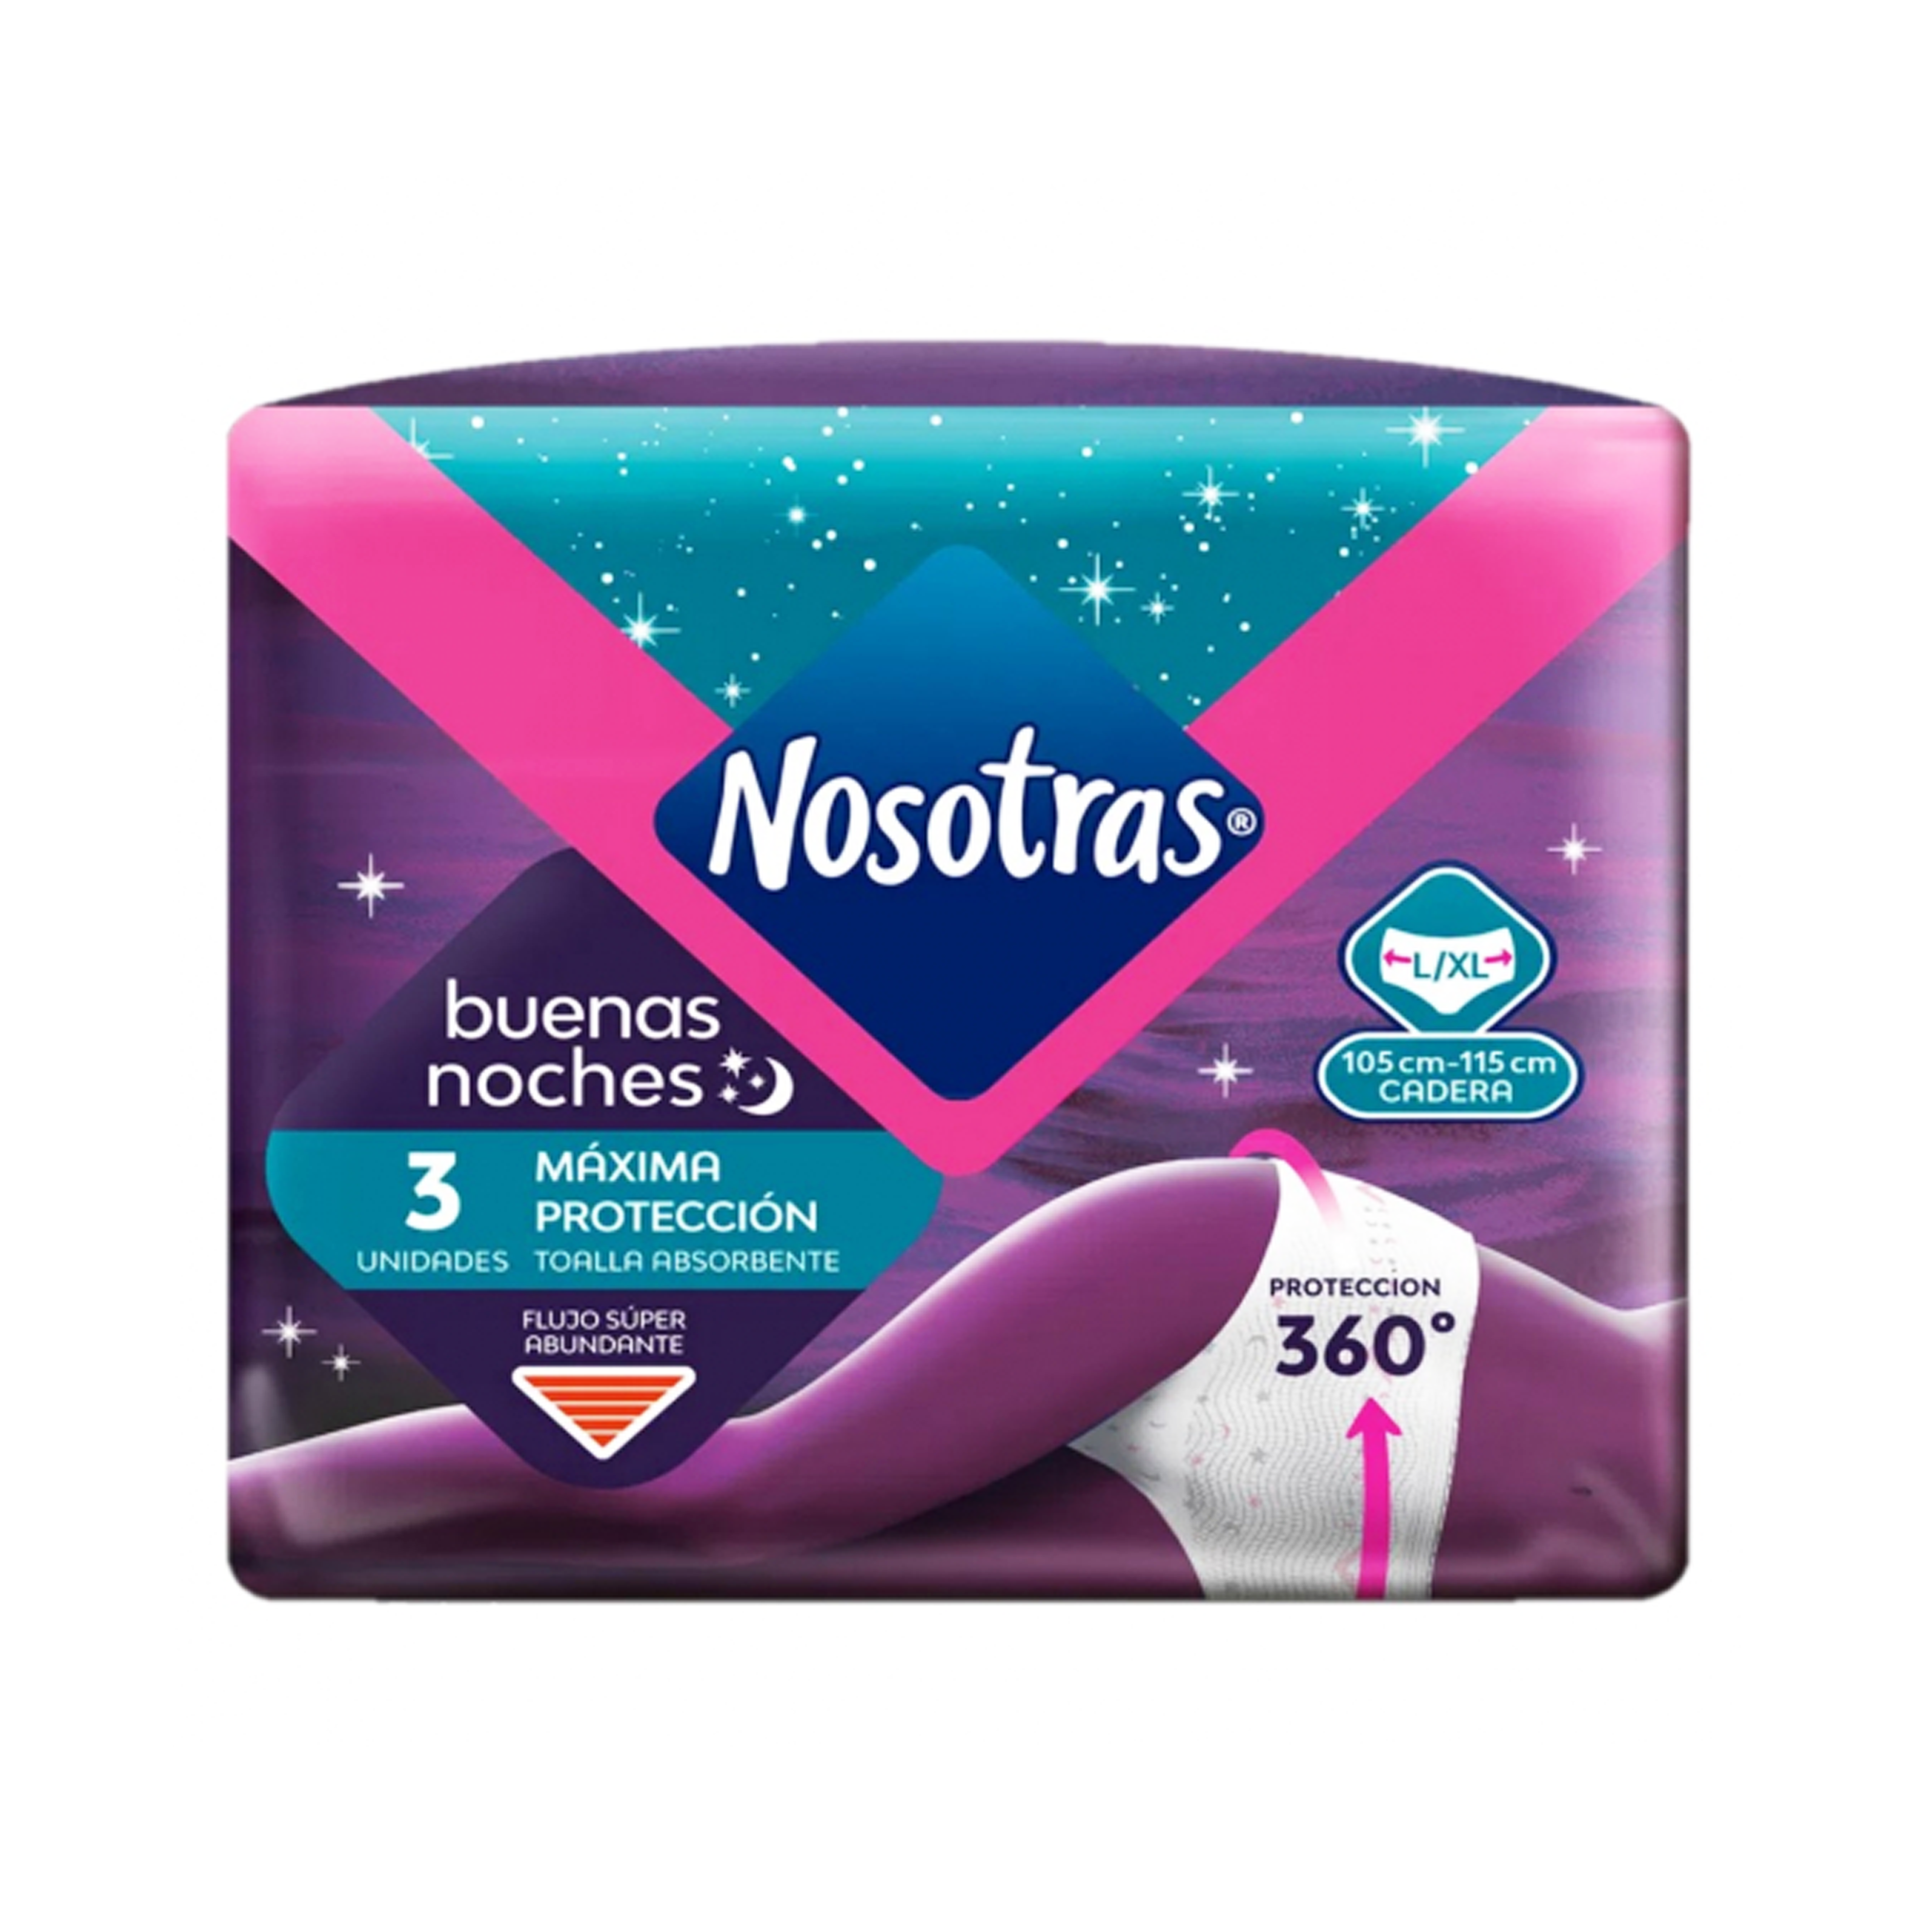 Nosotras®
buenas
noches
3
UNIDADES
MÁXIMA
PROTECCIÓN
TOALLA ABSORBENTE
FLUJO SÚPER
ABUNDANTE
L/XL
105 cm-115 cm
CADERA
PROTECCION
360°